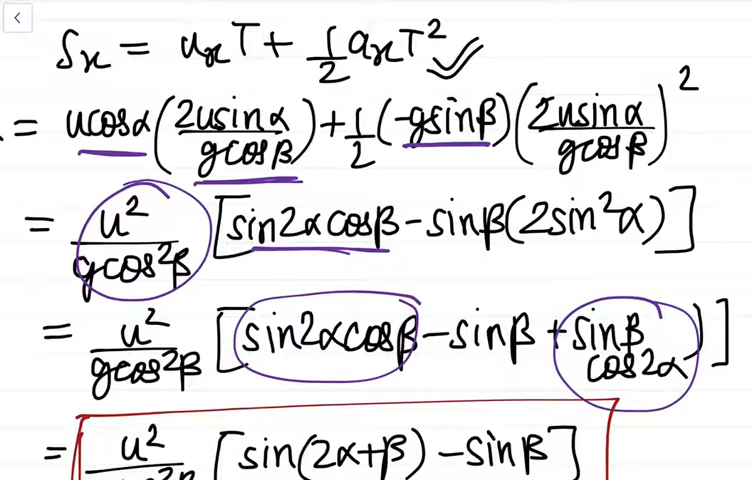 Sx = uxT + 1/2 axT² ✓
= ucosα (2usinα/gcosβ) + 1/2 (-gsinβ) (2usinα/gcosβ)²
= u²/gcos²β [sin2αcosβ - sinβ(2sin²α)]
= u²/gcos²β [sin2αcosβ - sinβ + sinβ cos2α)]
= u² [sin(2α+β) - sinβ]